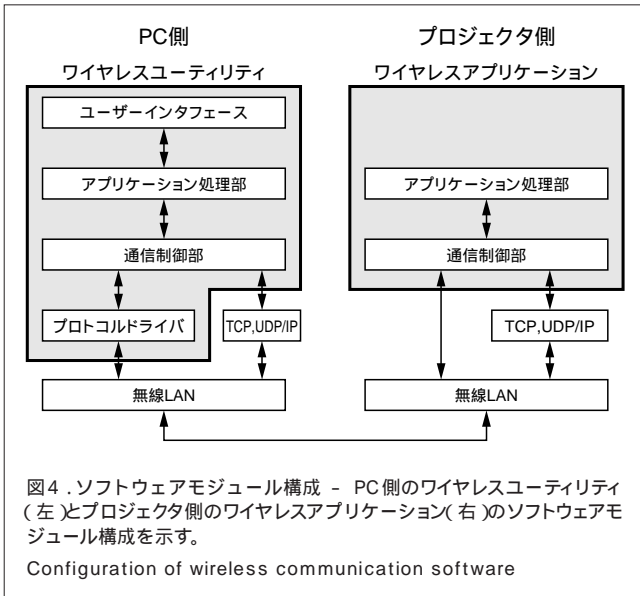 PC側
プロジェクタ側
ワイヤレスユーティリティ
ワイヤレスアプリケーション
ユーザーインタフェース
アプリケーション処理部
アプリケーション処理部
通信制御部
通信制御部
プロトコルドライバ
TCP,UDP/IP
TCP,UDP/IP
無線LAN
無線LAN
図4．ソフトウェアモジュール構成 − PC側のワイヤレスユーティリティ
（左）とプロジェクタ側のワイヤレスアプリケーション（右）のソフトウェアモ
ジュール構成を示す。
Configuration of wireless communication software